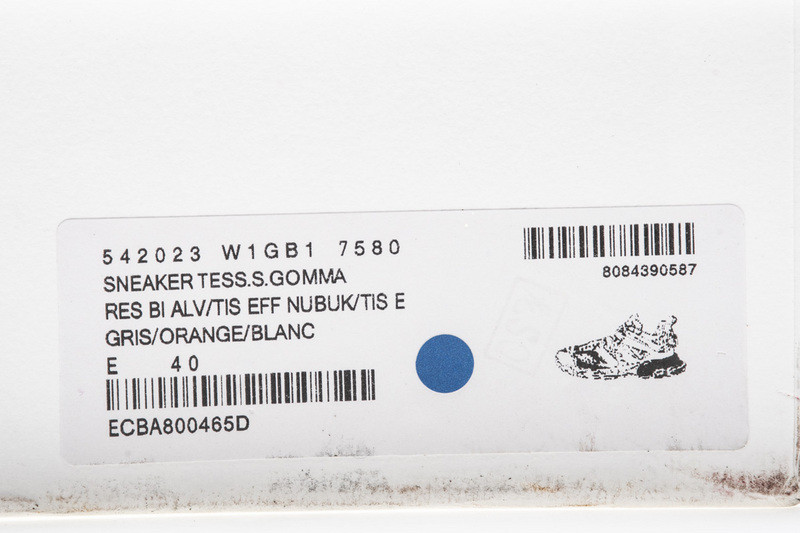 542023 W1GB1 7580
SNEAKER TESS.S.GOMMA
RES BI ALV/TIS EFF NUBUK/TIS E
GRIS/ORANGE/BLANC
E 40
ECBA800465D
8084390587